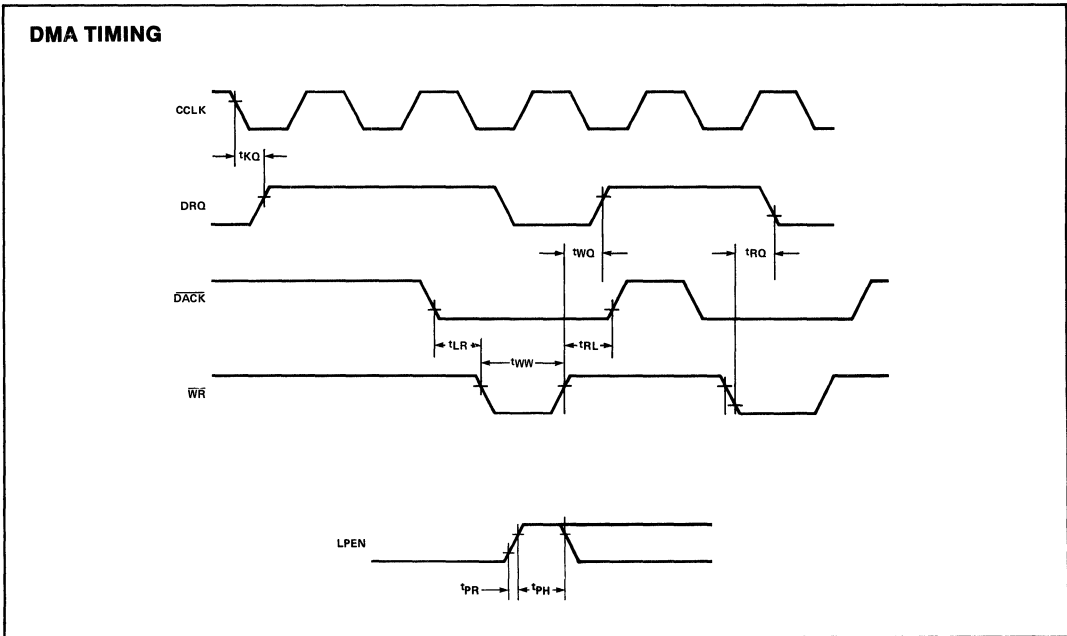 DMA TIMING
CCLK
tKQ
DRQ
tWQ
tRQ
DACK
tLR
tWW
tRL
WR
LPEN
tPR
tPH